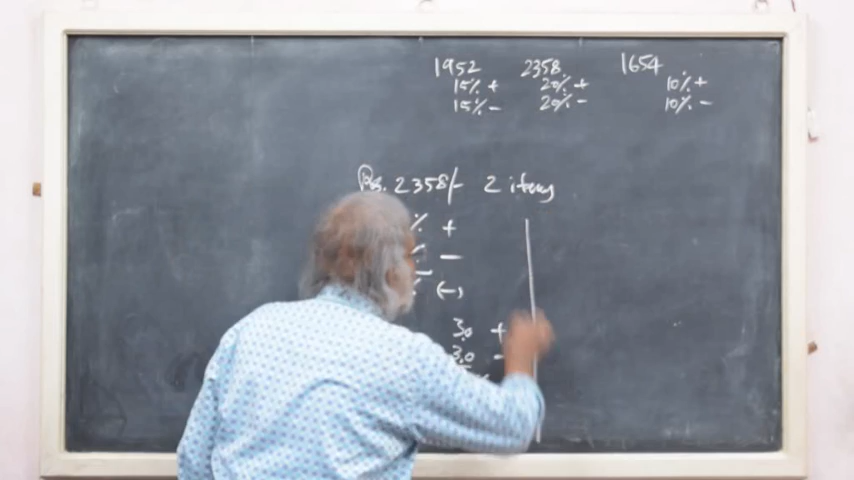 1952 2358 1654
15% + 20% + 10% +
15% - 20% - 10% -
Rs. 2358/- 2 items
% +
-
% (-)
30 +
30 -